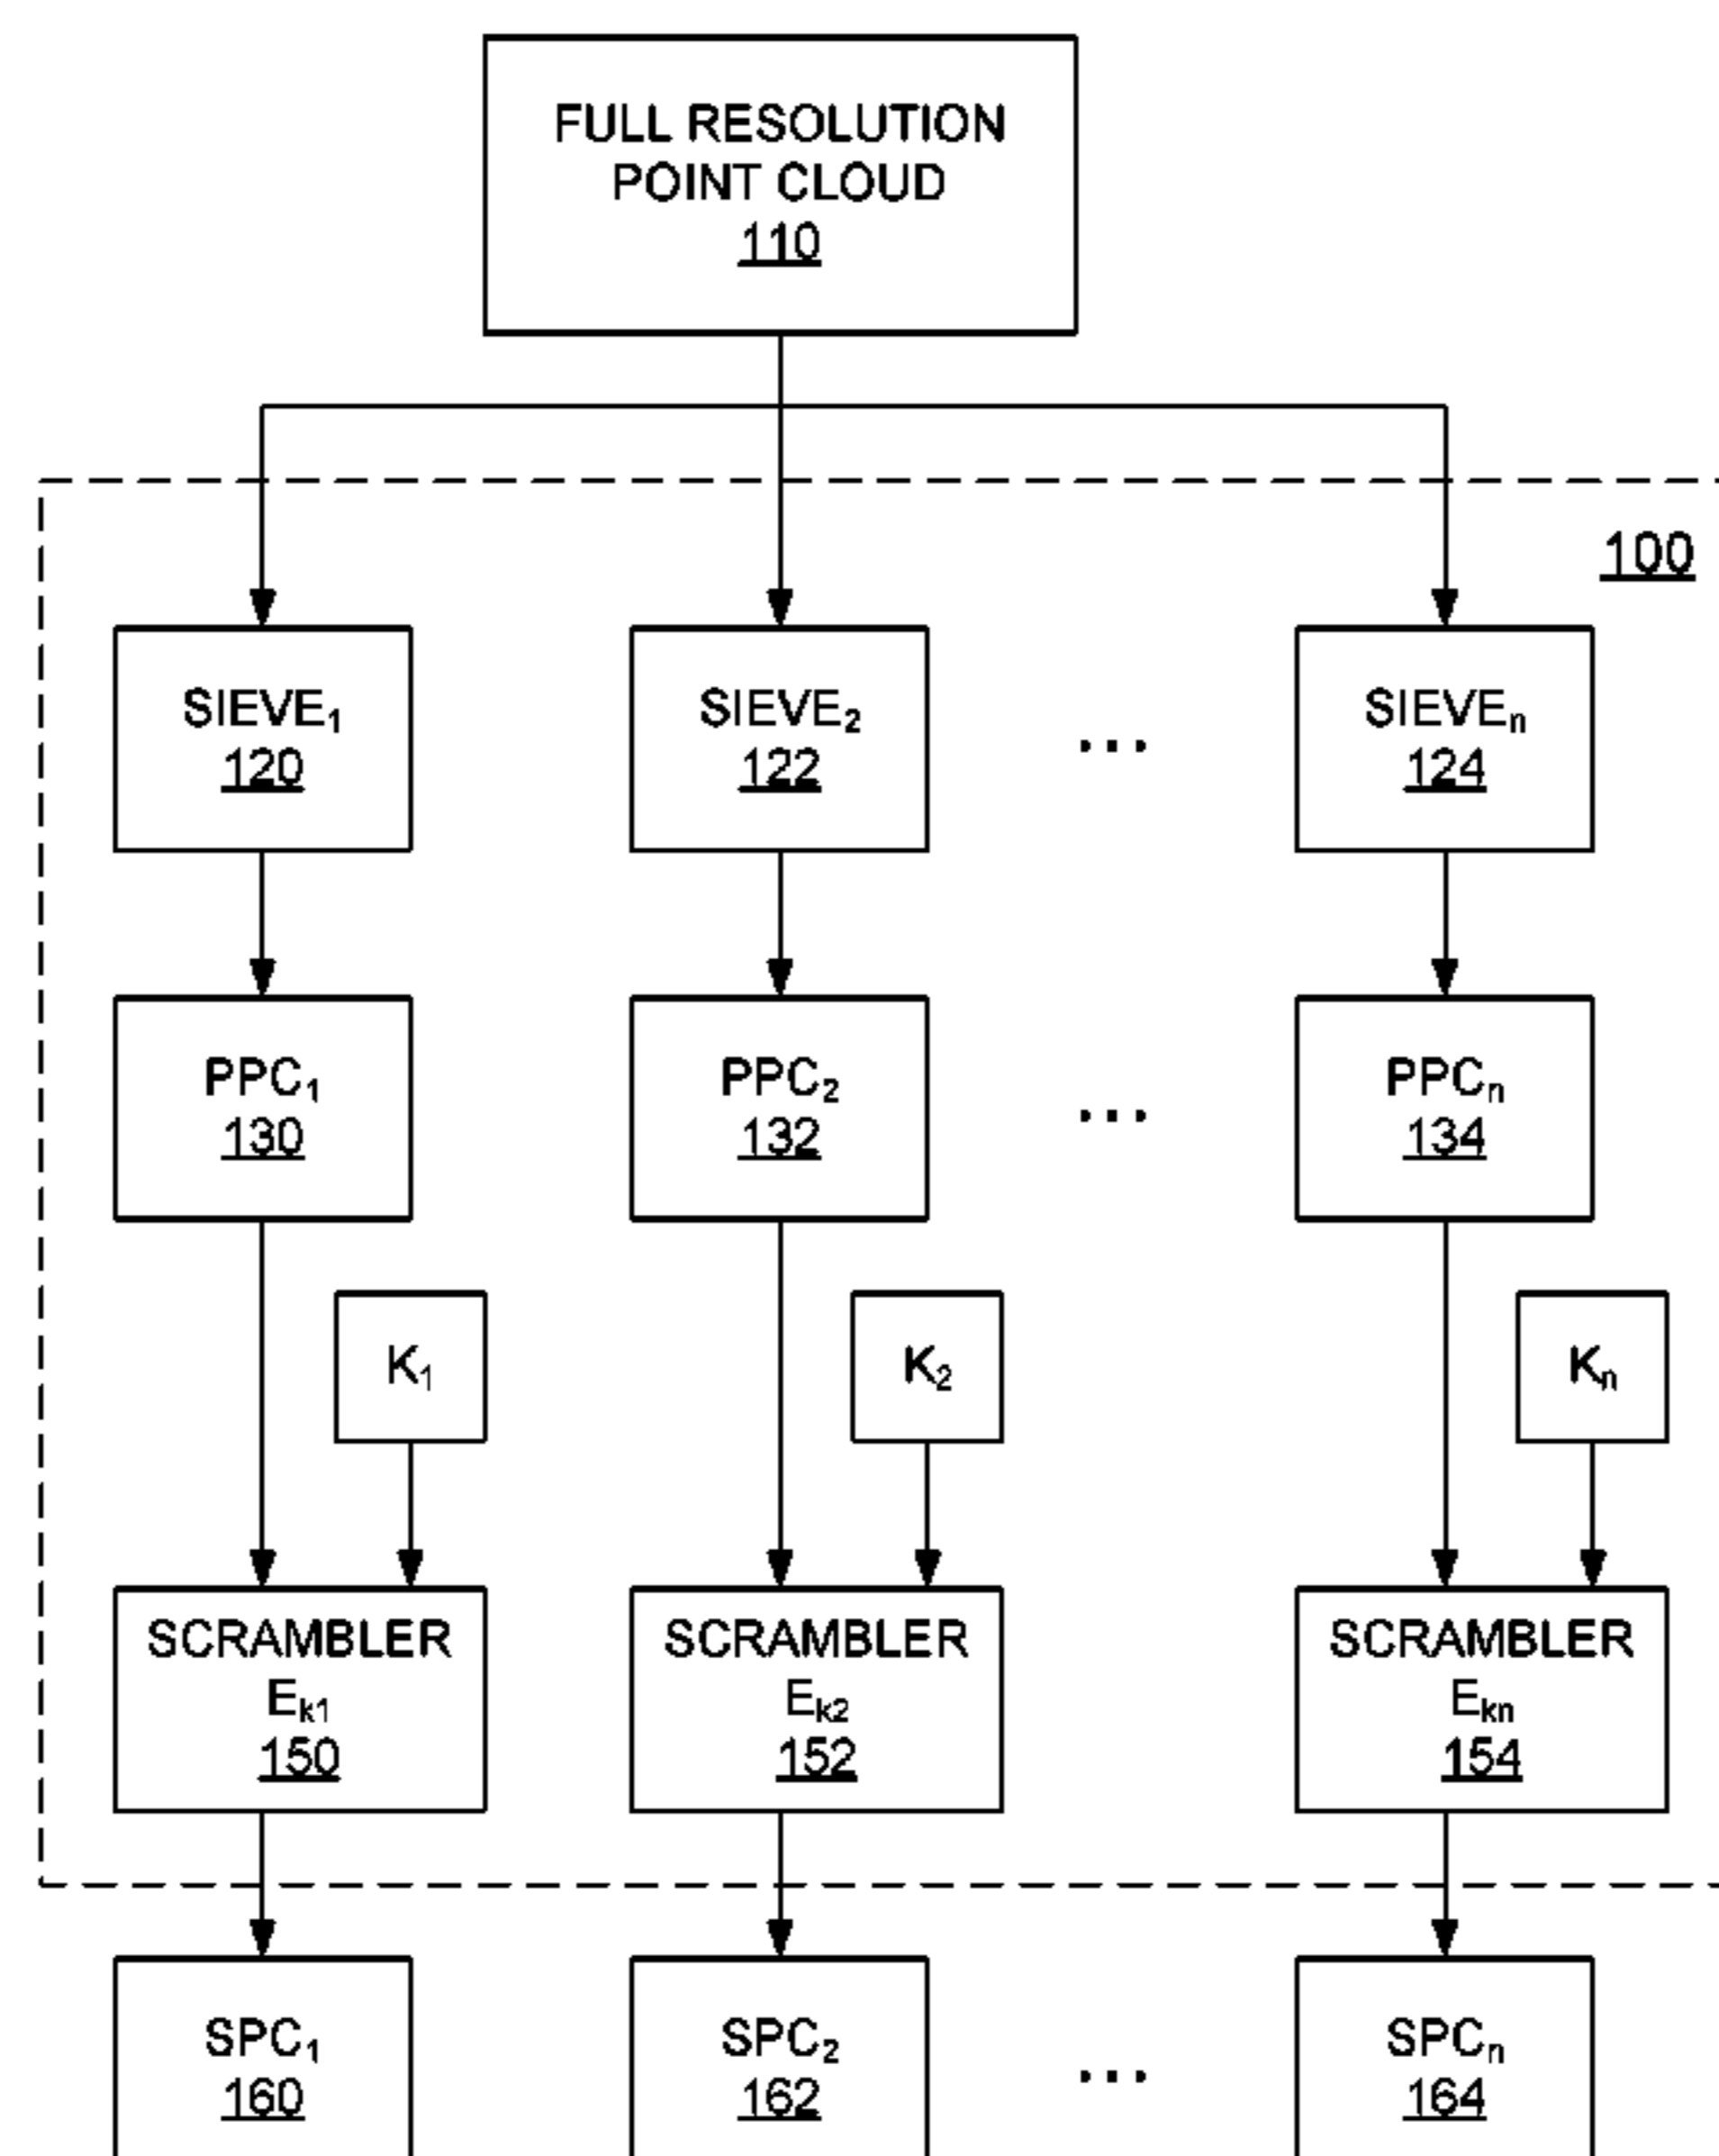 FULL RESOLUTION
POINT CLOUD
110
100
SIEVE₁
120
SIEVE₂
122
...
SIEVEₙ
124
PPC₁
130
PPC₂
132
...
PPCₙ
134
K₁
K₂
Kₙ
SCRAMBLER
Eₖ₁
150
SCRAMBLER
Eₖ₂
152
SCRAMBLER
Eₖₙ
154
SPC₁
160
SPC₂
162
...
SPCₙ
164